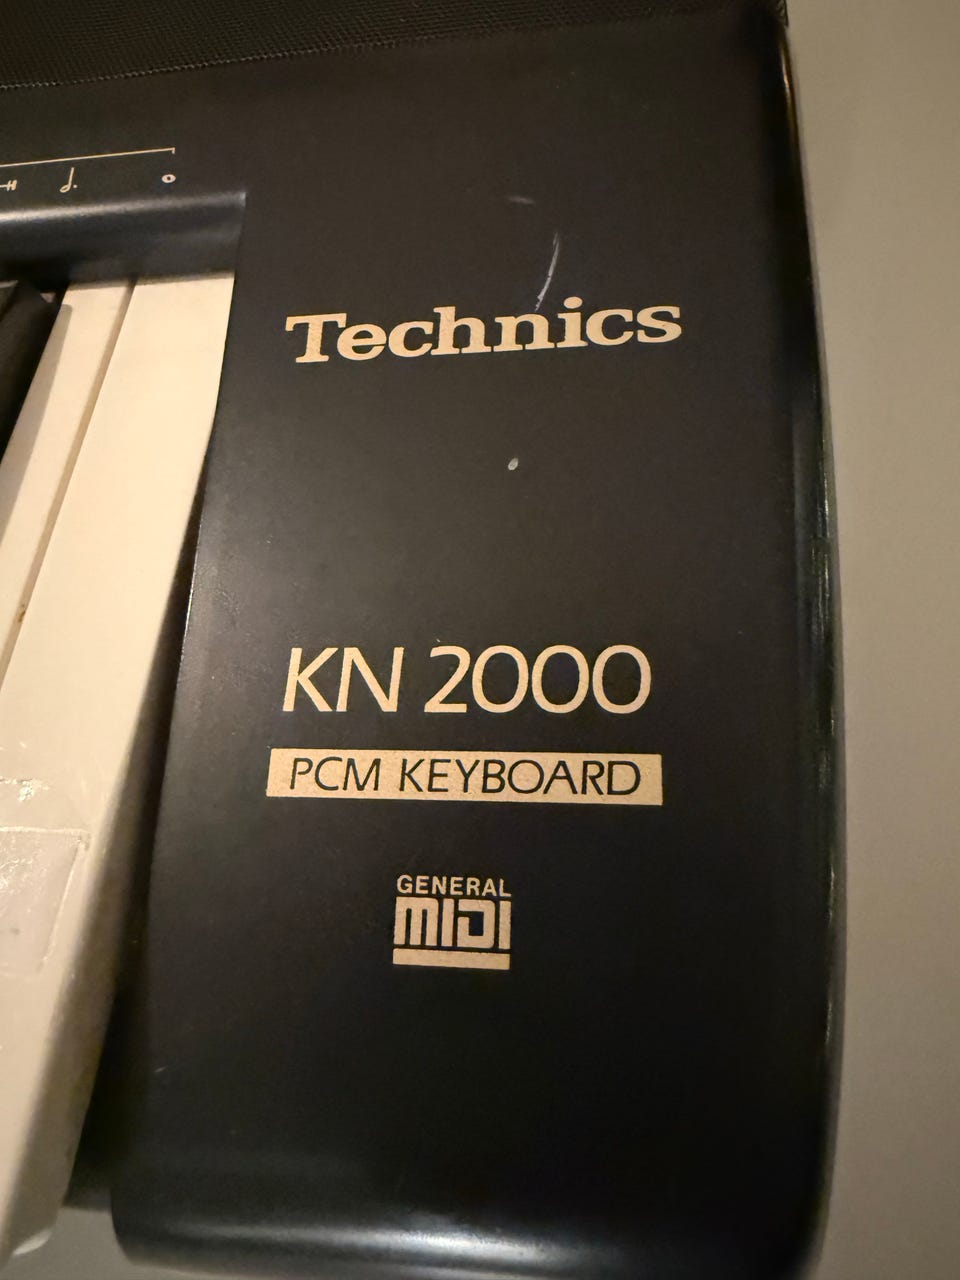 Technics
KN 2000
PCM KEYBOARD
GENERAL
MIDI